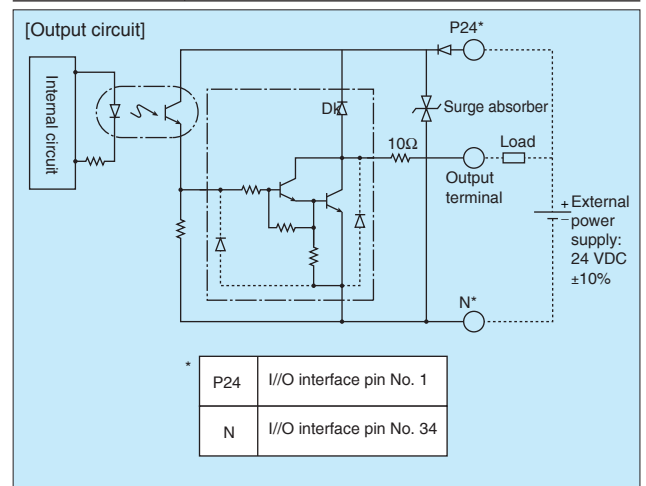 [Output circuit]
P24*
Internal circuit
Dk
Surge absorber
10Ω
Load
Output
terminal
+ External
– power
supply:
24 VDC
±10%
N*
*
P24 I//O interface pin No. 1
N I//O interface pin No. 34